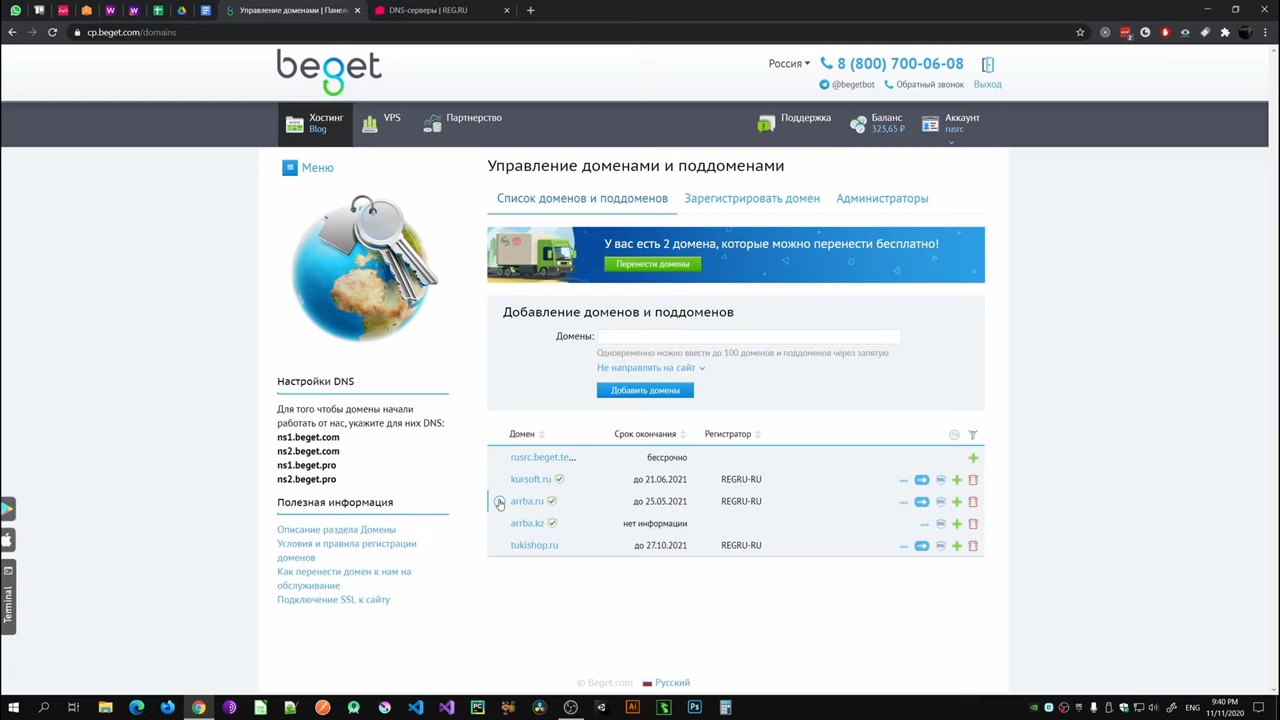 Управление доменами | Панель
DNS-серверы | REG.RU
cp.beget.com/domains
beget
Россия
8 (800) 700-06-08
@begetbot
Обратный звонок
Выход
Хостинг
Blog
VPS
Партнерство
Поддержка
Баланс
323,65 ₽
Аккаунт
rusrc
Меню
Управление доменами и поддоменами
Список доменов и поддоменов
Зарегистрировать домен
Администраторы
У вас есть 2 домена, которые можно перенести бесплатно!
Перенести домены
Добавление доменов и поддоменов
Домены:
Одновременно можно ввести до 100 доменов и поддоменов через запятую
Не направлять на сайт
Добавить домены
Настройки DNS
Для того чтобы домены начали
работать от нас, укажите для них DNS:
ns1.beget.com
ns2.beget.com
ns1.beget.pro
ns2.beget.pro
Полезная информация
Описание раздела Домены
Условия и правила регистрации
доменов
Как перенести домен к нам на
обслуживание
Подключение SSL к сайту
Домен Срок окончания Регистратор
rusrc.beget.te... бессрочно
kursoft.ru до 21.06.2021 REGRU-RU
arrba.ru до 25.05.2021 REGRU-RU
arrba.kz нет информации
tukishop.ru до 27.10.2021 REGRU-RU
Terminal
© Beget.com
Русский
ENG
9:40 PM
11/11/2020